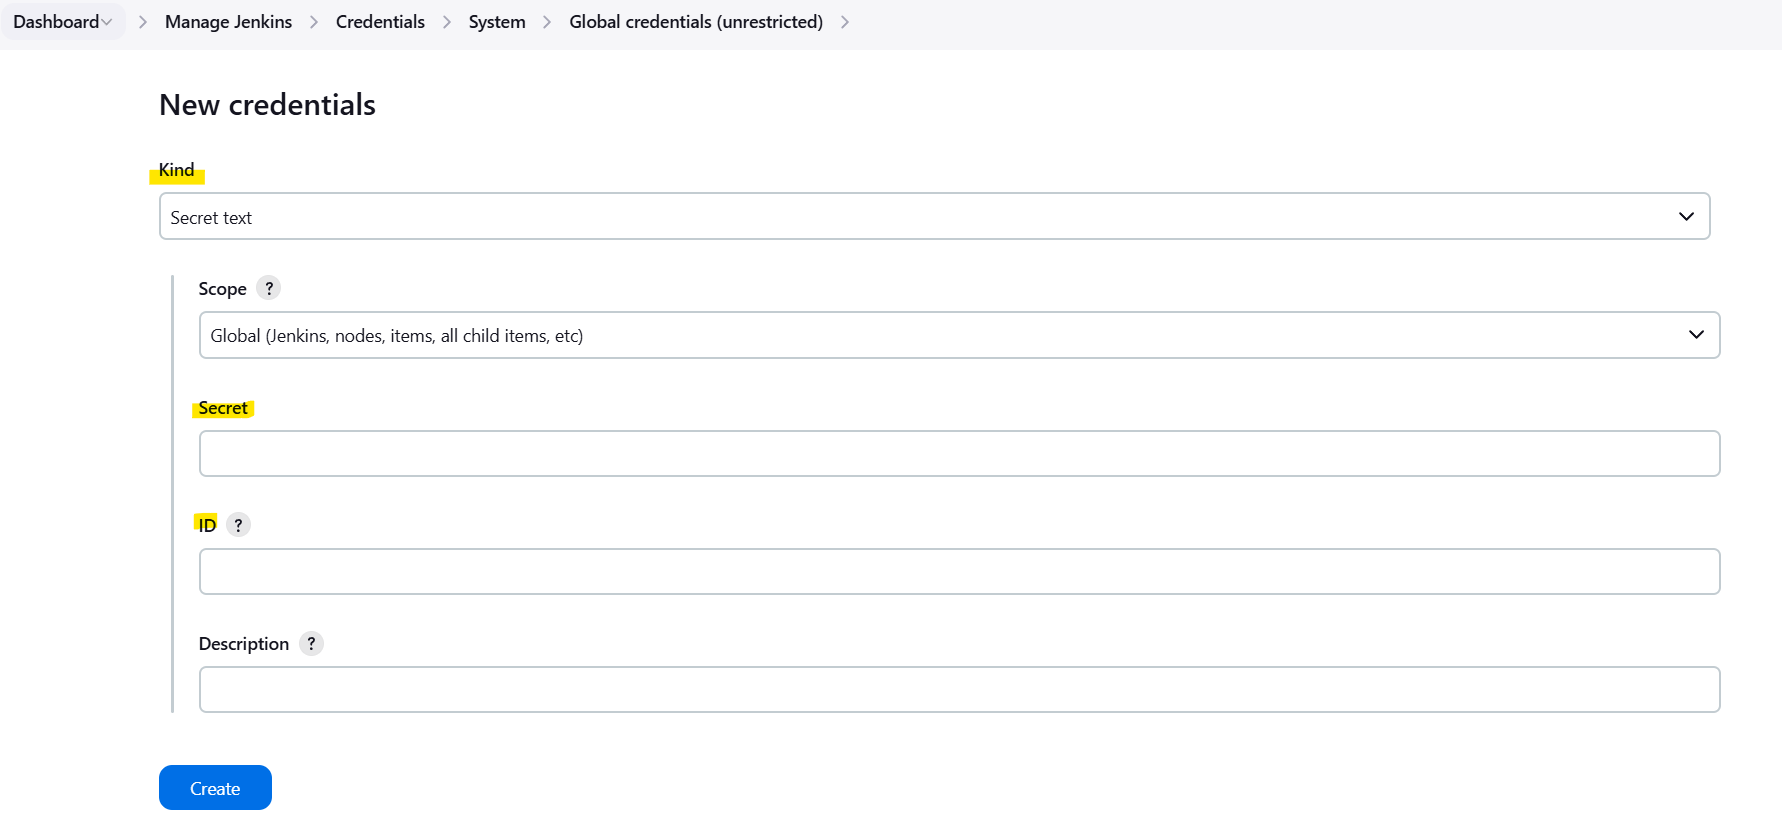 Dashboard Manage Jenkins Credentials System Global credentials (unrestricted)
New credentials
Kind
Secret text
Scope ?
Global (Jenkins, nodes, items, all child items, etc)
Secret
ID ?
Description ?
Create